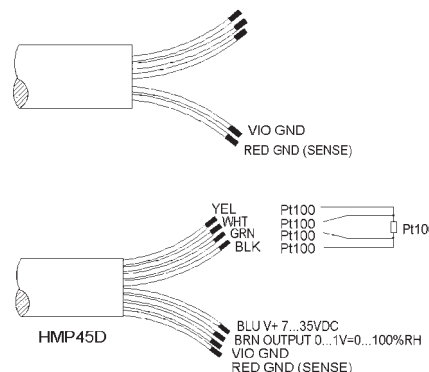 VIO GND
RED GND (SENSE)
YEL
WHT
GRN
BLK
Pt100
Pt100
Pt100
Pt100
Pt10
HMP45D
BLU V+ 7...35VDC
BRN OUTPUT 0...1V=0...100%RH
VIO GND
RED GND (SENSE)